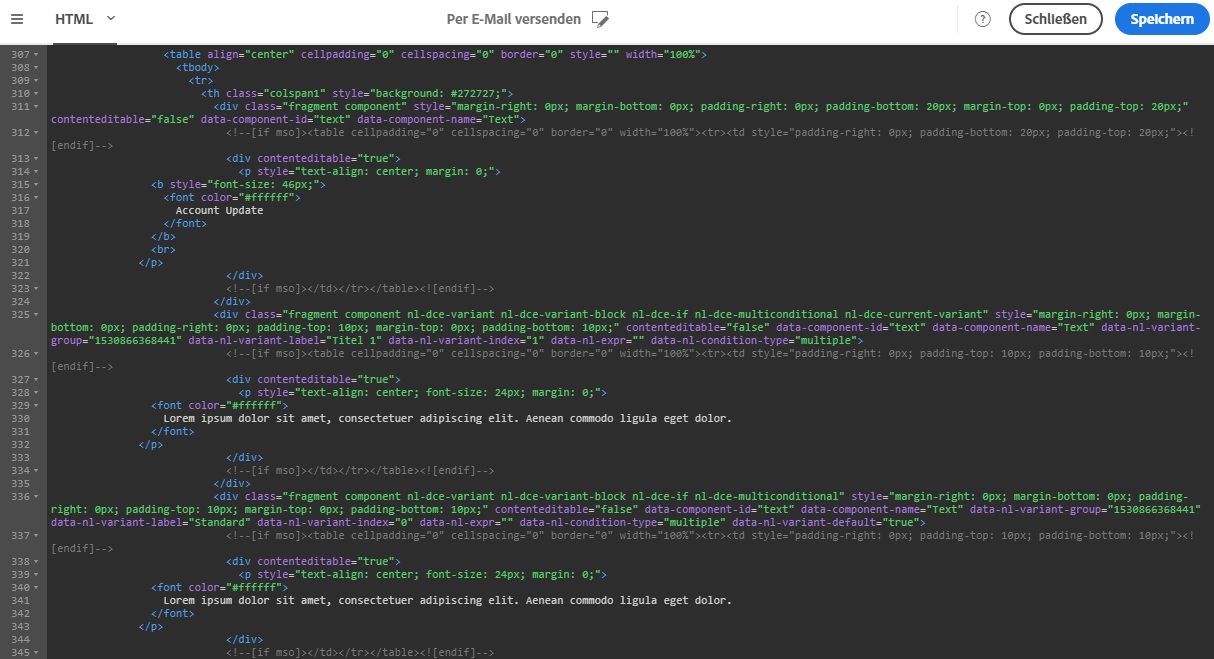 HTML
Per E-Mail versenden
?
Schließen
Speichern
307 <table align="center" cellpadding="0" cellspacing="0" border="0" style="" width="100%">
308 <tbody>
309 <tr>
310 <th class="colspan1" style="background: #272727;">
311 <div class="fragment component" style="margin-right: 0px; margin-bottom: 0px; padding-right: 0px; padding-bottom: 20px; margin-top: 0px; padding-top: 20px;"
contenteditable="false" data-component-id="text" data-component-name="Text">
312 <!--[if mso]><table cellpadding="0" cellspacing="0" border="0" width="100%"><tr><td style="padding-right: 0px; padding-bottom: 20px; padding-top: 20px;"><!
[endif]-->
313 <div contenteditable="true">
314 <p style="text-align: center; margin: 0;">
315 <b style="font-size: 46px;">
316 <font color="#ffffff">
317 Account Update
318 </font>
319 </b>
320 <br>
321 </p>
322 </div>
323 <!--[if mso]></td></tr></table><![endif]-->
324 </div>
325 <div class="fragment component nl-dce-variant nl-dce-variant-block nl-dce-if nl-dce-multiconditional nl-dce-current-variant" style="margin-right: 0px; margin-
bottom: 0px; padding-right: 0px; padding-top: 10px; margin-top: 0px; padding-bottom: 10px;" contenteditable="false" data-component-id="text" data-component-name="Text" data-nl-variant-
group="1530866368441" data-nl-variant-label="Titel 1" data-nl-variant-index="1" data-nl-expr="" data-nl-condition-type="multiple">
326 <!--[if mso]><table cellpadding="0" cellspacing="0" border="0" width="100%"><tr><td style="padding-right: 0px; padding-top: 10px; padding-bottom: 10px;"><!
[endif]-->
327 <div contenteditable="true">
328 <p style="text-align: center; font-size: 24px; margin: 0;">
329 <font color="#ffffff">
330 Lorem ipsum dolor sit amet, consectetuer adipiscing elit. Aenean commodo ligula eget dolor.
331 </font>
332 </p>
333 </div>
334 <!--[if mso]></td></tr></table><![endif]-->
335 </div>
336 <div class="fragment component nl-dce-variant nl-dce-variant-block nl-dce-if nl-dce-multiconditional" style="margin-right: 0px; margin-bottom: 0px; padding-
right: 0px; padding-top: 10px; margin-top: 0px; padding-bottom: 10px;" contenteditable="false" data-component-id="text" data-component-name="Text" data-nl-variant-group="1530866368441"
data-nl-variant-label="Standard" data-nl-variant-index="0" data-nl-expr="" data-nl-condition-type="multiple" data-nl-variant-default="true">
337 <!--[if mso]><table cellpadding="0" cellspacing="0" border="0" width="100%"><tr><td style="padding-right: 0px; padding-top: 10px; padding-bottom: 10px;"><!
[endif]-->
338 <div contenteditable="true">
339 <p style="text-align: center; font-size: 24px; margin: 0;">
340 <font color="#ffffff">
341 Lorem ipsum dolor sit amet, consectetuer adipiscing elit. Aenean commodo ligula eget dolor.
342 </font>
343 </p>
344 </div>
345 <!--[if mso]></td></tr></table><![endif]-->